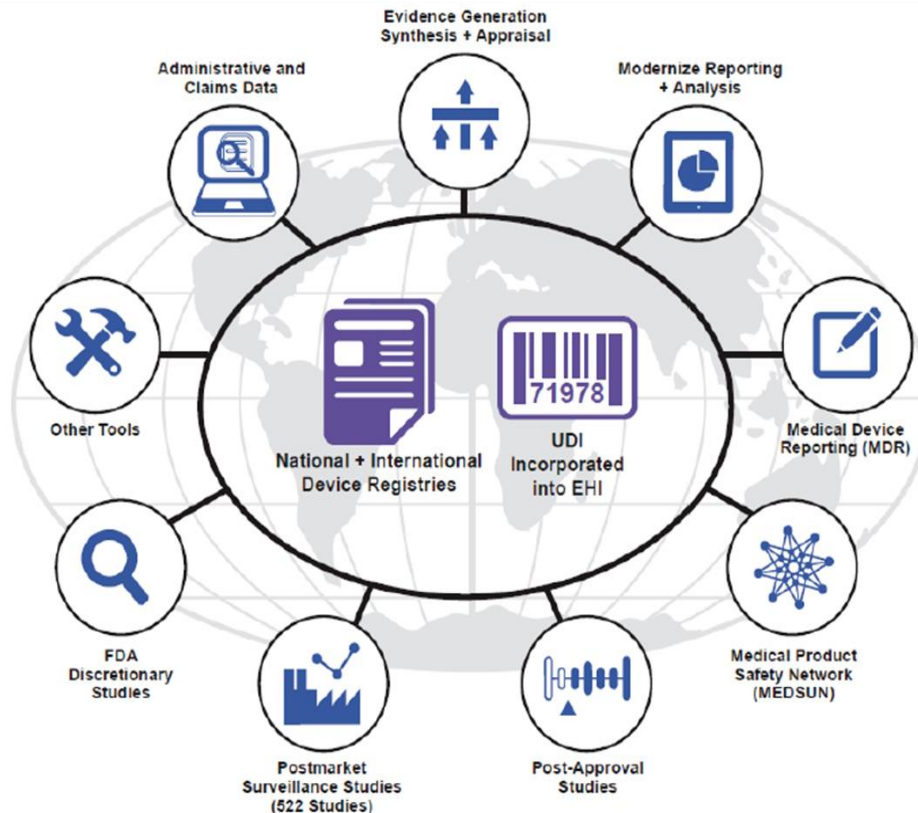 Evidence Generation
Synthesis + Appraisal
Administrative and
Claims Data
Modernize Reporting
+ Analysis
Other Tools
71978
National + International
Device Registries
UDI
Incorporated
into EHI
Medical Device
Reporting (MDR)
FDA
Discretionary
Studies
Medical Product
Safety Network
(MEDSUN)
Postmarket
Surveillance Studies
(522 Studies)
Post-Approval
Studies